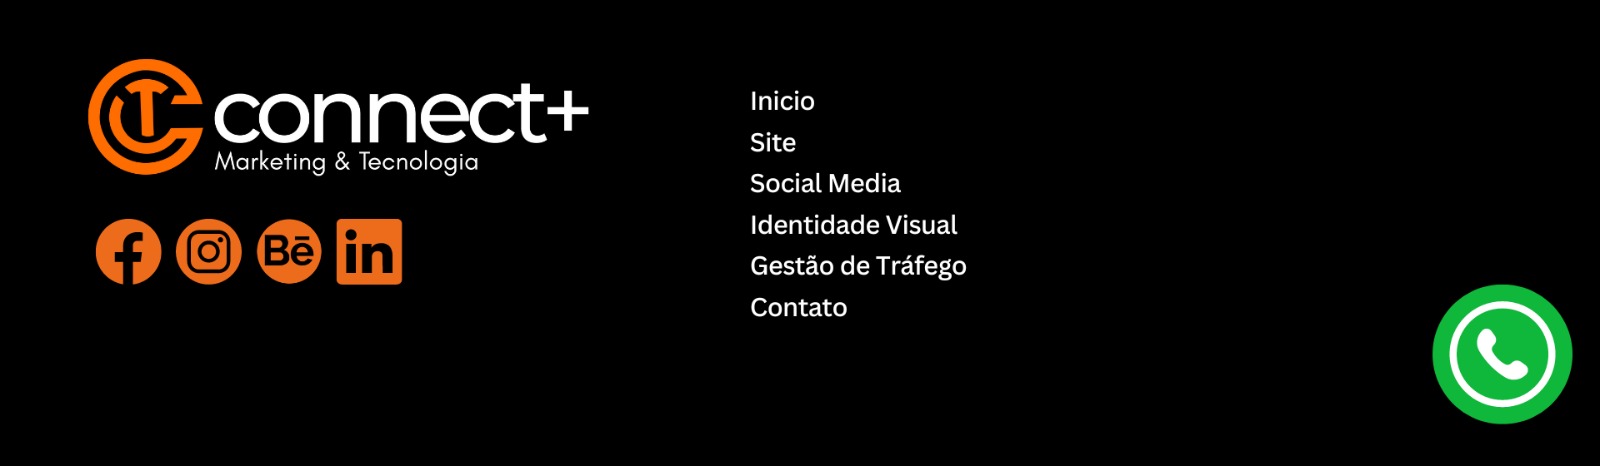 connect+
Marketing & Tecnologia
Bē
in
Inicio
Site
Social Media
Identidade Visual
Gestão de Tráfego
Contato